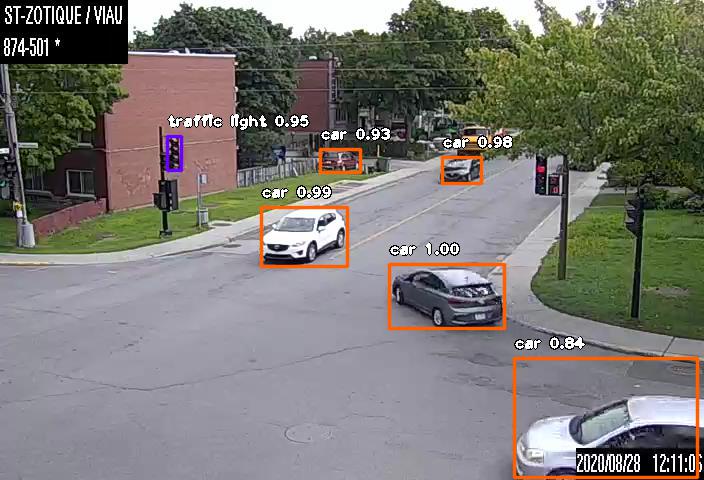 ST-ZOTIQUE / VIAU
874-501 *
traffic light 0.95
car 0.93
car 0.98
car 0.99
car 1.00
car 0.84
2020/08/28 12:11:06